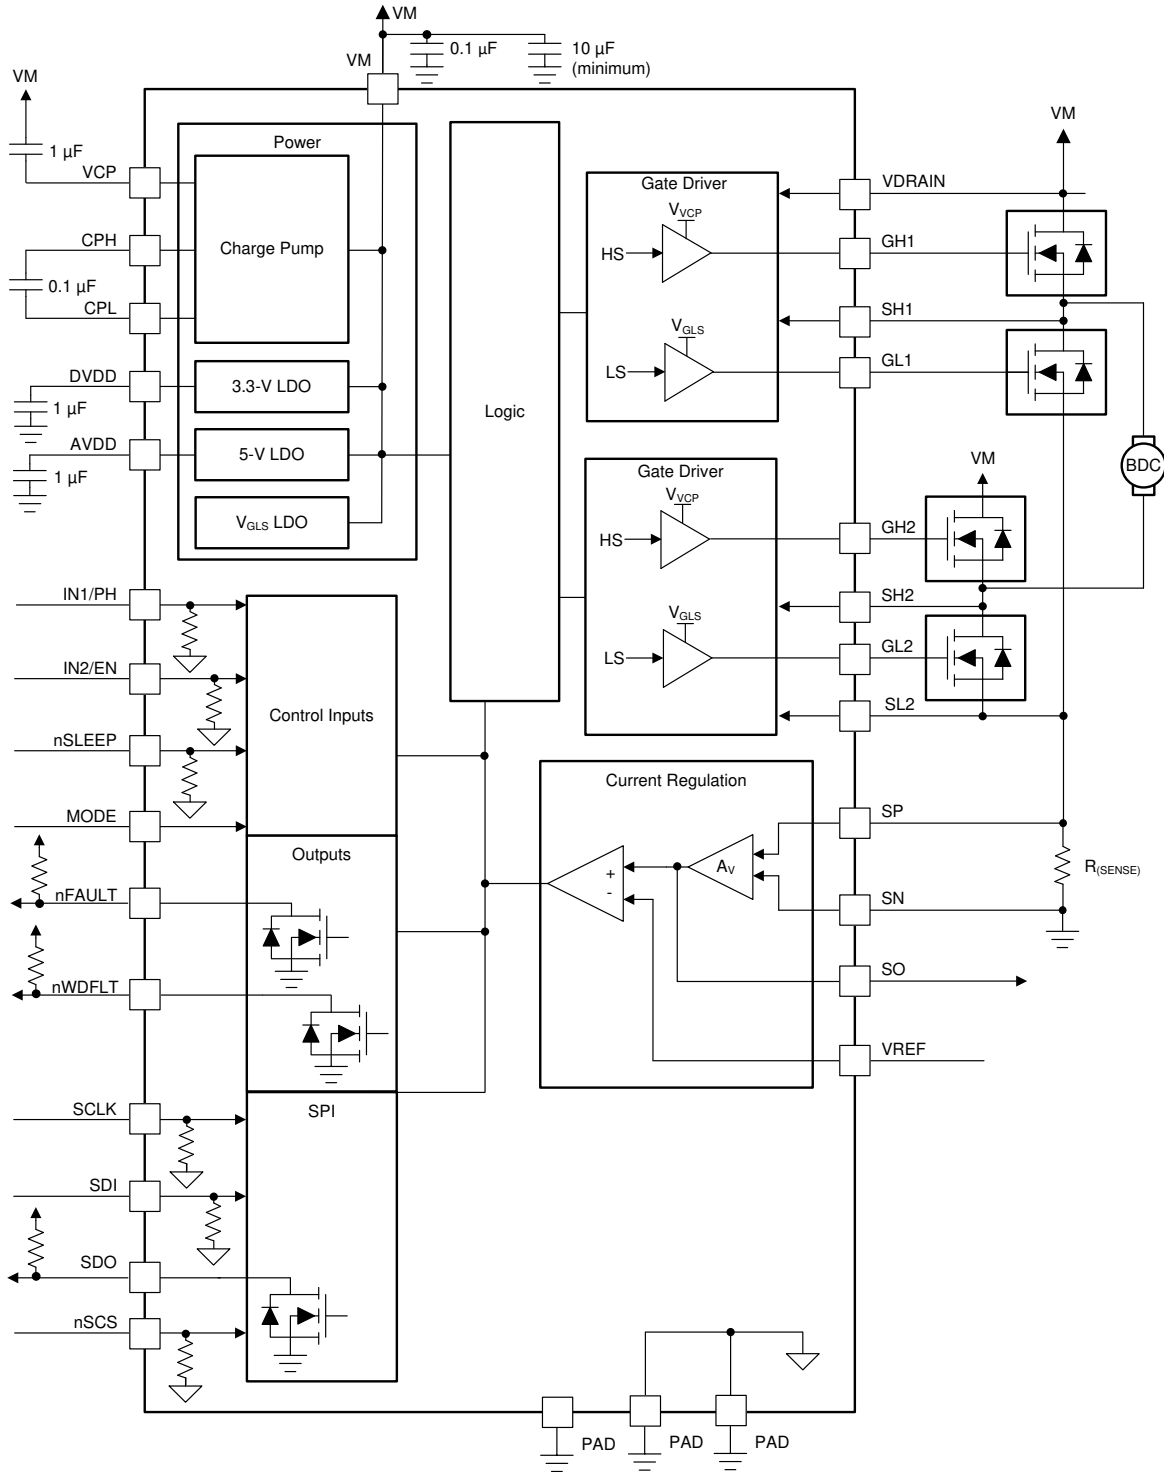 VM
VM
0.1 µF
10 µF
(minimum)
VM
1 µF
VCP
CPH
0.1 µF
CPL
DVDD
1 µF
AVDD
1 µF
Power
Charge Pump
3.3-V LDO
5-V LDO
VGLS LDO
Logic
Gate Driver
VVCP
HS
VGLS
LS
Gate Driver
VVCP
HS
VGLS
LS
VM
VDRAIN
GH1
SH1
GL1
BDC
VM
GH2
SH2
GL2
SL2
IN1/PH
IN2/EN
nSLEEP
MODE
Control Inputs
nFAULT
nWDFLT
Outputs
SCLK
SDI
SDO
nSCS
SPI
Current Regulation
+
-
AV
SP
R(SENSE)
SN
SO
VREF
PAD
PAD
PAD